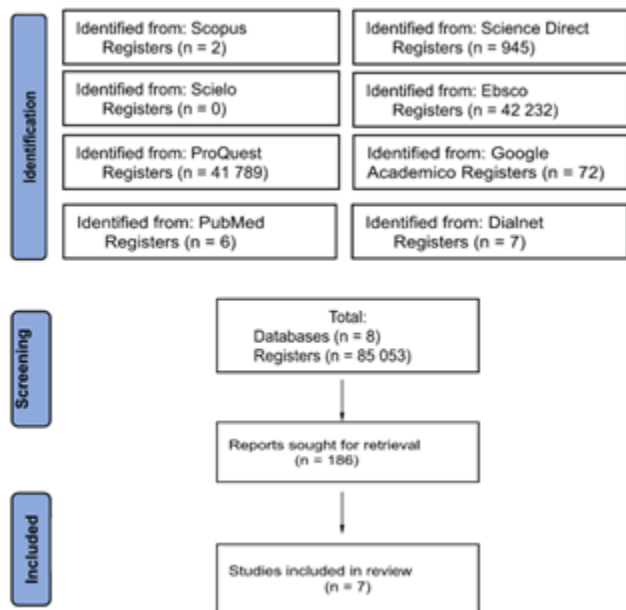 Identification
Identified from: Scopus
Registers (n = 2)
Identified from: Science Direct
Registers (n = 945)
Identified from: Scielo
Registers (n = 0)
Identified from: Ebsco
Registers (n = 42 232)
Identified from: ProQuest
Registers (n = 41 789)
Identified from: Google
Academico Registers (n = 72)
Identified from: PubMed
Registers (n = 6)
Identified from: Dialnet
Registers (n = 7)
Screening
Total:
Databases (n = 8)
Registers (n = 85 053)
Reports sought for retrieval
(n = 186)
Included
Studies included in review
(n = 7)